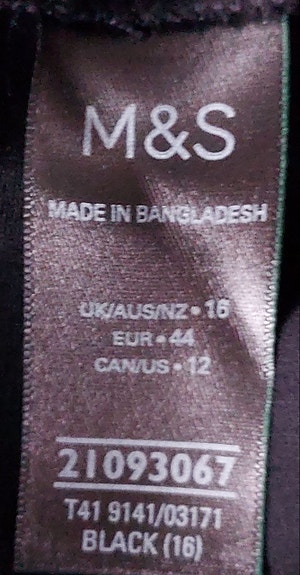 M&S
MADE IN BANGLADESH
UK/AUS/NZ • 16
EUR • 44
CAN/US • 12
21093067
T41 9141/03171
BLACK (16)